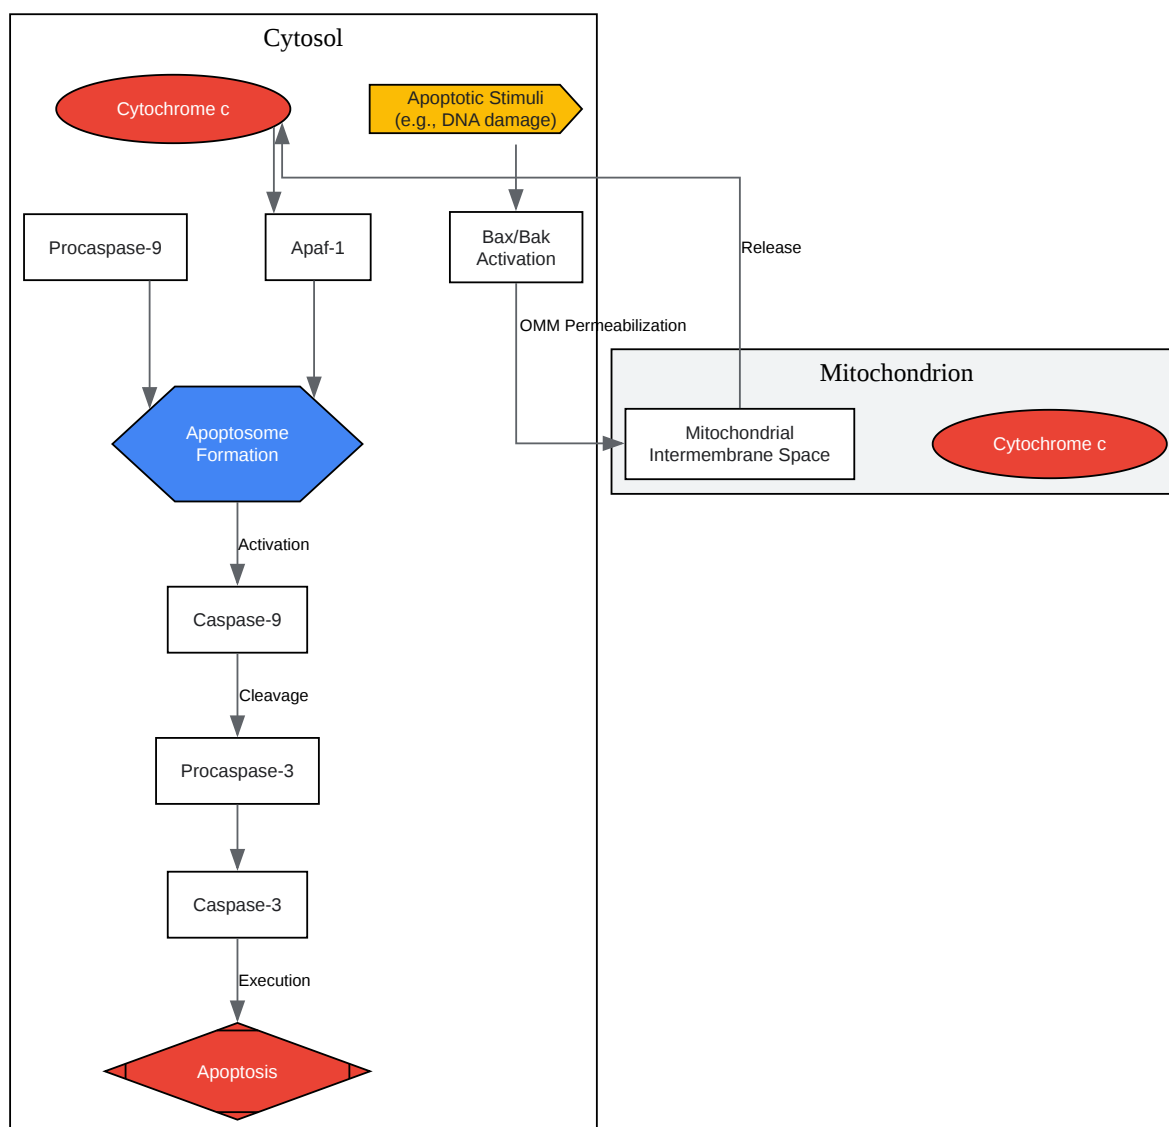 Cytosol
Cytochrome c
Apoptotic Stimuli
(e.g., DNA damage)
Procaspase-9
Apaf-1
Bax/Bak
Activation
Release
OMM Permeabilization
Mitochondrion
Apoptosome
Formation
Mitochondrial
Intermembrane Space
Cytochrome c
Activation
Caspase-9
Cleavage
Procaspase-3
Caspase-3
Execution
Apoptosis